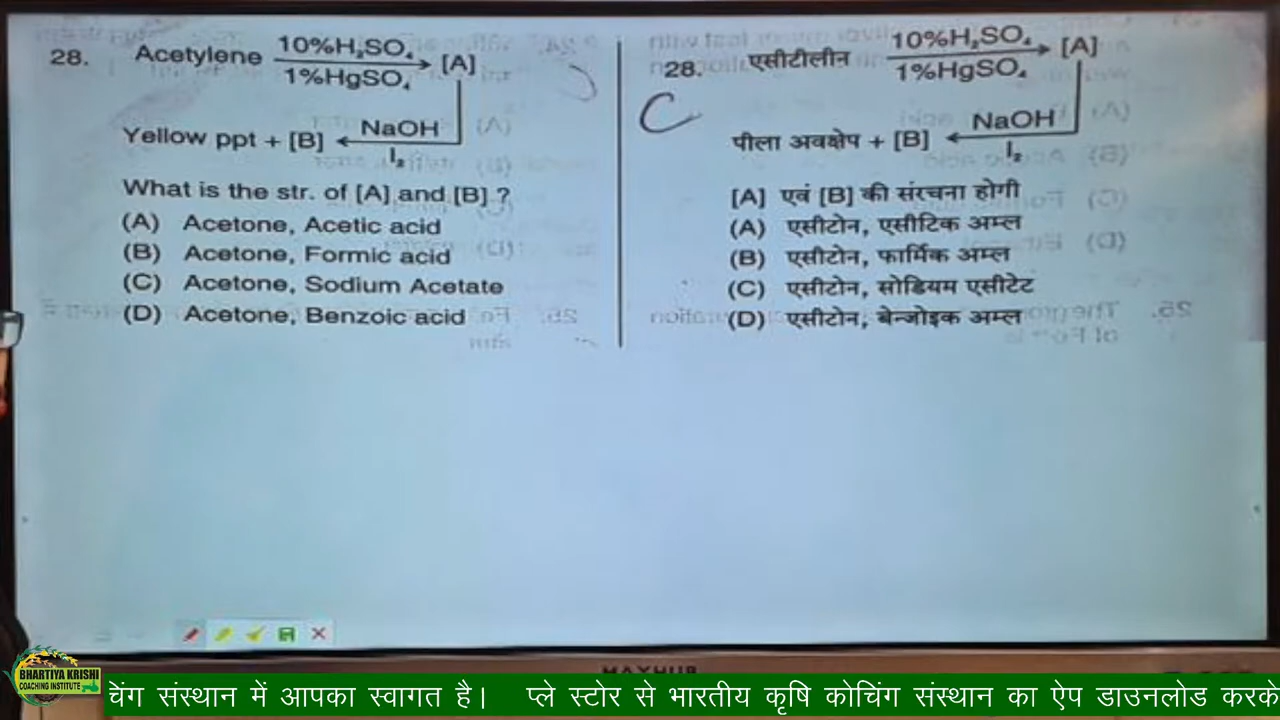 28. Acetylene 10%H₂SO₄ / 1%HgSO₄ → [A]
Yellow ppt + [B] ← NaOH / I₂
What is the str. of [A] and [B] ?
(A) Acetone, Acetic acid
(B) Acetone, Formic acid
(C) Acetone, Sodium Acetate
(D) Acetone, Benzoic acid
28. एसीटीलीन 10%H₂SO₄ / 1%HgSO₄ → [A]
C
पीला अवक्षेप + [B] ← NaOH / I₂
[A] एवं [B] की संरचना होगी
(A) एसीटोन, एसीटिक अम्ल
(B) एसीटोन, फार्मिक अम्ल
(C) एसीटोन, सोडियम एसीटेट
(D) एसीटोन, बेन्जोइक अम्ल
MAXHUB
BHARTIYA KRISHI
COACHING INSTITUTE
चिंग संस्थान में आपका स्वागत है। प्ले स्टोर से भारतीय कृषि कोचिंग संस्थान का ऐप डाउनलोड करके